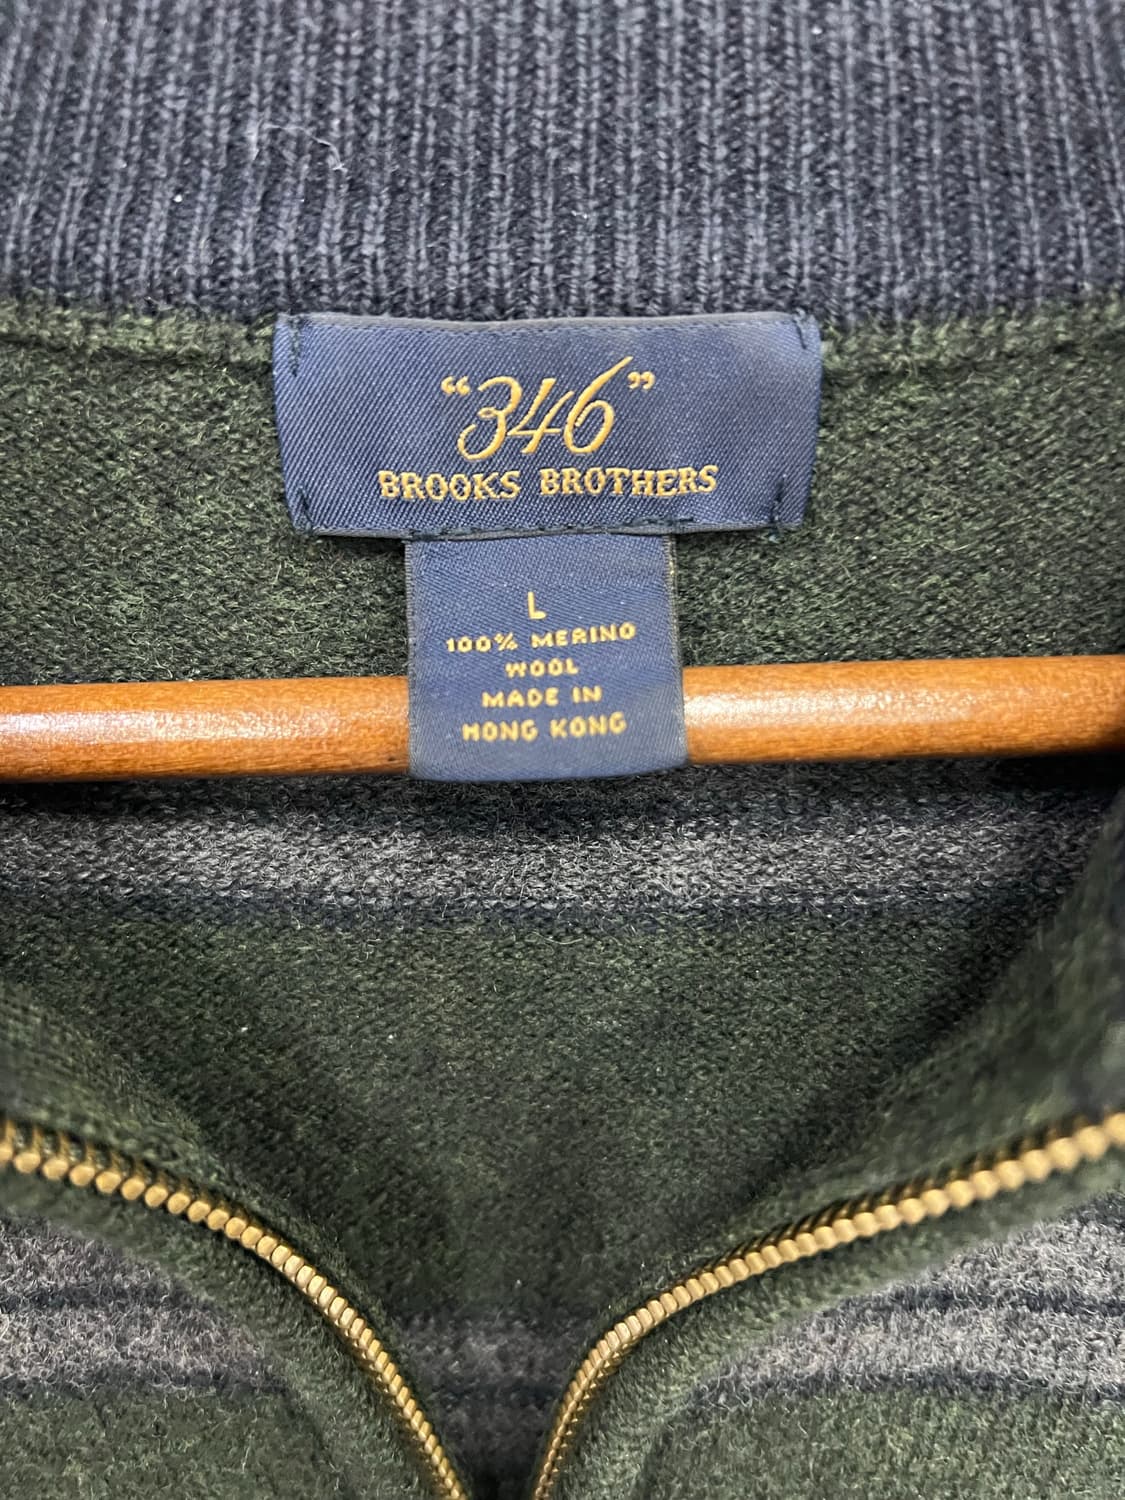 “346”
BROOKS BROTHERS
L
100% MERINO
WOOL
MADE IN
HONG KONG